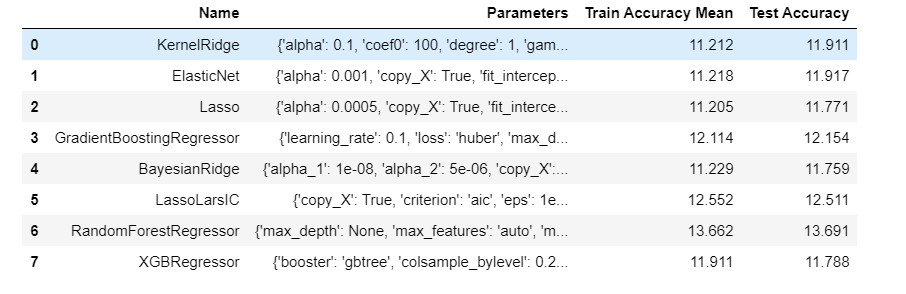 Name Parameters Train Accuracy Mean Test Accuracy
0 KernelRidge {'alpha': 0.1, 'coef0': 100, 'degree': 1, 'gam... 11.212 11.911
1 ElasticNet {'alpha': 0.001, 'copy_X': True, 'fit_intercep... 11.218 11.917
2 Lasso {'alpha': 0.0005, 'copy_X': True, 'fit_interce... 11.205 11.771
3 GradientBoostingRegressor {'learning_rate': 0.1, 'loss': 'huber', 'max_d... 12.114 12.154
4 BayesianRidge {'alpha_1': 1e-08, 'alpha_2': 5e-06, 'copy_X':... 11.229 11.759
5 LassoLarsIC {'copy_X': True, 'criterion': 'aic', 'eps': 1e... 12.552 12.511
6 RandomForestRegressor {'max_depth': None, 'max_features': 'auto', 'm... 13.662 13.691
7 XGBRegressor {'booster': 'gbtree', 'colsample_bylevel': 0.2... 11.911 11.788